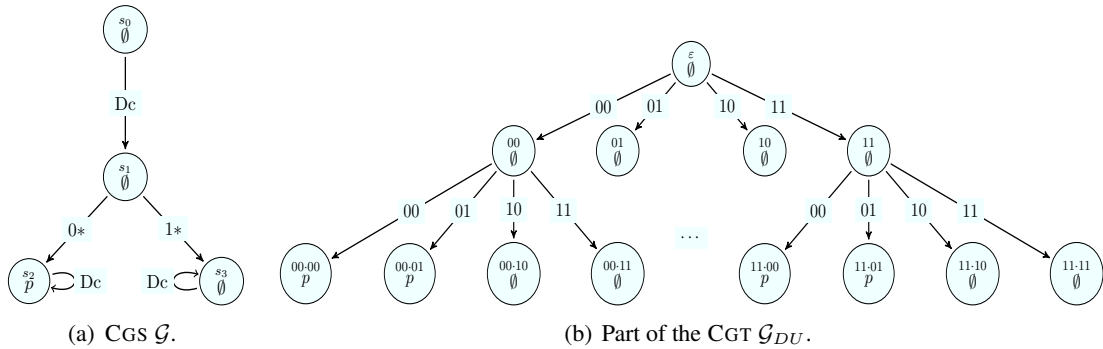 s₀
∅
Dc
s₁
∅
0*
1*
s₂
p
Dc
Dc
s₃
∅
(a) CGS 𝒢.
ε
∅
00
01
10
11
00
∅
01
∅
10
∅
11
∅
00
01
10
11
00
01
10
11
...
00·00
p
00·01
p
00·10
∅
00·11
∅
11·00
p
11·01
p
11·10
∅
11·11
∅
(b) Part of the CGT 𝒢_DU.